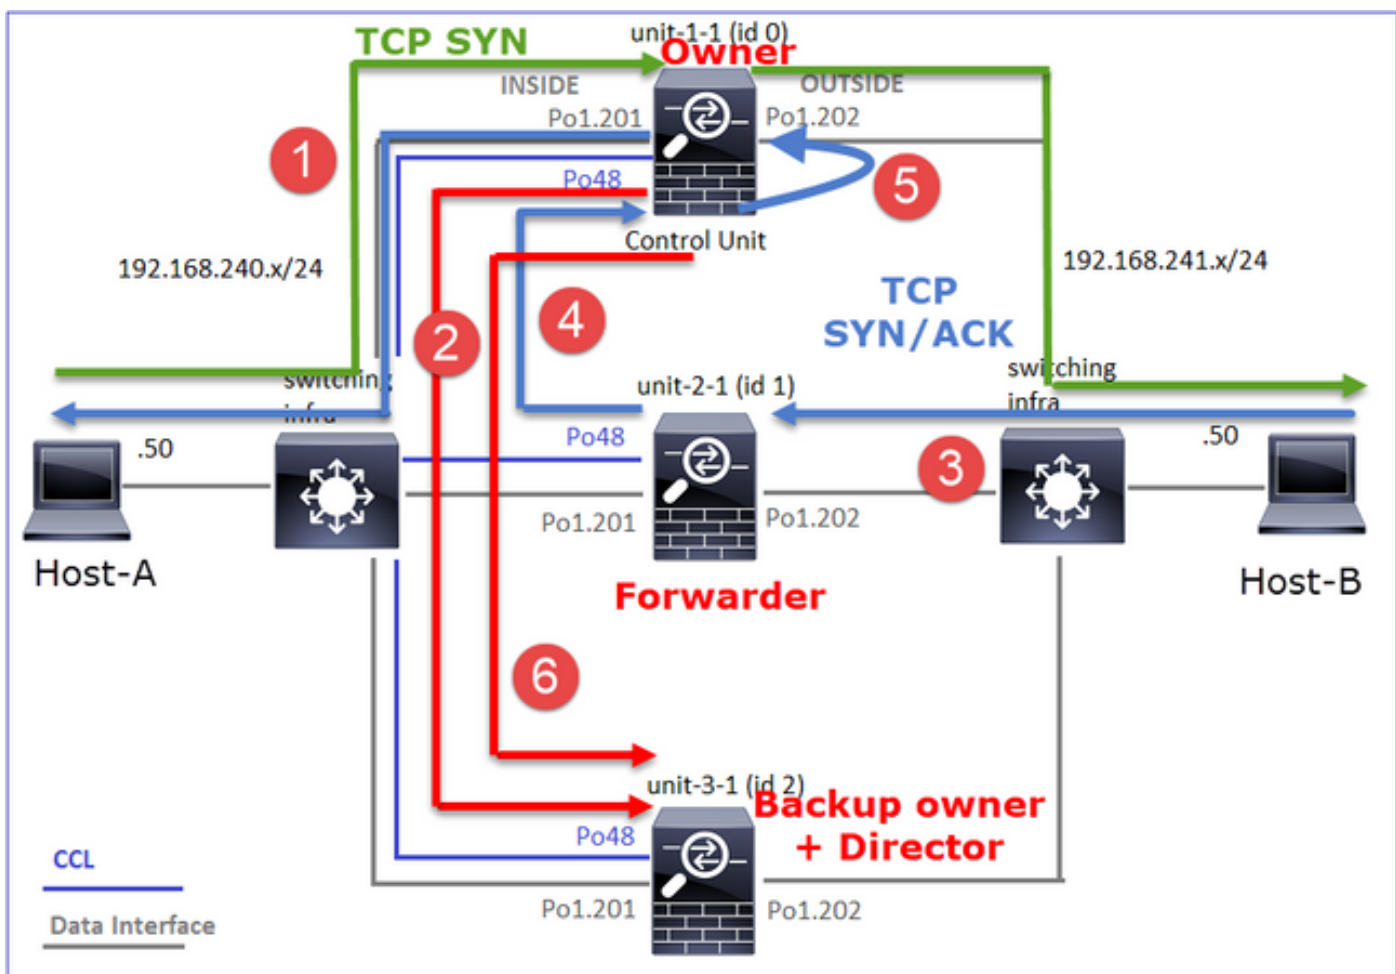 unit-1-1 (id 0)
TCP SYN
Owner
INSIDE
OUTSIDE
Po1.201
Po1.202
1
Po48
5
Control Unit
192.168.240.x/24
192.168.241.x/24
TCP
SYN/ACK
2
4
switching
infra
unit-2-1 (id 1)
switching
infra
.50
Po48
.50
3
Po1.201
Po1.202
Host-A
Host-B
Forwarder
6
unit-3-1 (id 2)
Backup owner
+ Director
Po48
CCL
Po1.201
Po1.202
Data Interface